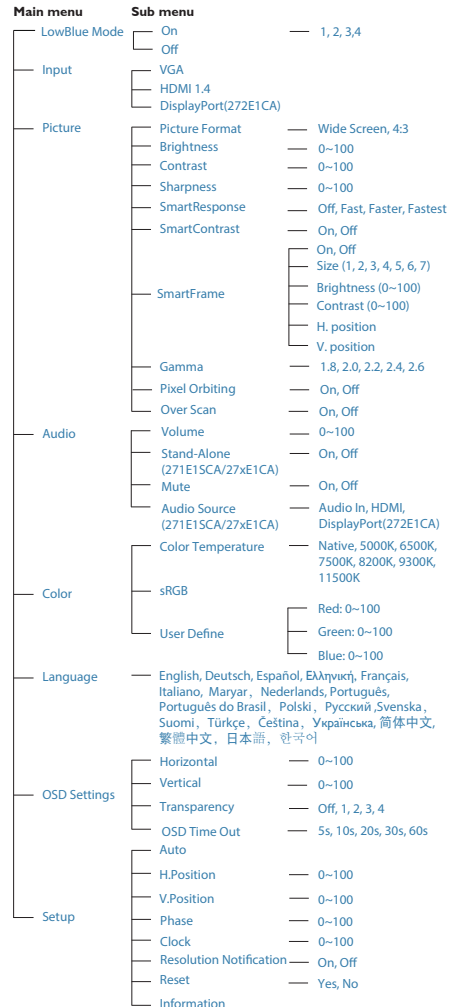 Main menu Sub menu
LowBlue Mode On 1, 2, 3,4
Off
Input VGA
HDMI 1.4
DisplayPort(272E1CA)
Picture Picture Format Wide Screen, 4:3
Brightness 0~100
Contrast 0~100
Sharpness 0~100
SmartResponse Off, Fast, Faster, Fastest
SmartContrast On, Off
On, Off
Size (1, 2, 3, 4, 5, 6, 7)
SmartFrame Brightness (0~100)
Contrast (0~100)
H. position
V. position
Gamma 1.8, 2.0, 2.2, 2.4, 2.6
Pixel Orbiting On, Off
Over Scan On, Off
Audio Volume 0~100
Stand-Alone On, Off
(271E1SCA/27xE1CA)
Mute On, Off
Audio Source Audio In, HDMI,
(271E1SCA/27xE1CA) DisplayPort(272E1CA)
Color Temperature Native, 5000K, 6500K,
7500K, 8200K, 9300K,
11500K
Color sRGB
Red: 0~100
User Define Green: 0~100
Blue: 0~100
Language English, Deutsch, Español, Ελληνική, Français,
Italiano, Maryar, Nederlands, Português,
Português do Brasil, Polski, Русский ,Svenska,
Suomi, Türkçe, Čeština, Українська, 简体中文,
繁體中文, 日本語, 한국어
Horizontal 0~100
Vertical 0~100
OSD Settings Transparency Off, 1, 2, 3, 4
OSD Time Out 5s, 10s, 20s, 30s, 60s
Auto
H.Position 0~100
V.Position 0~100
Setup Phase 0~100
Clock 0~100
Resolution Notification On, Off
Reset Yes, No
Information